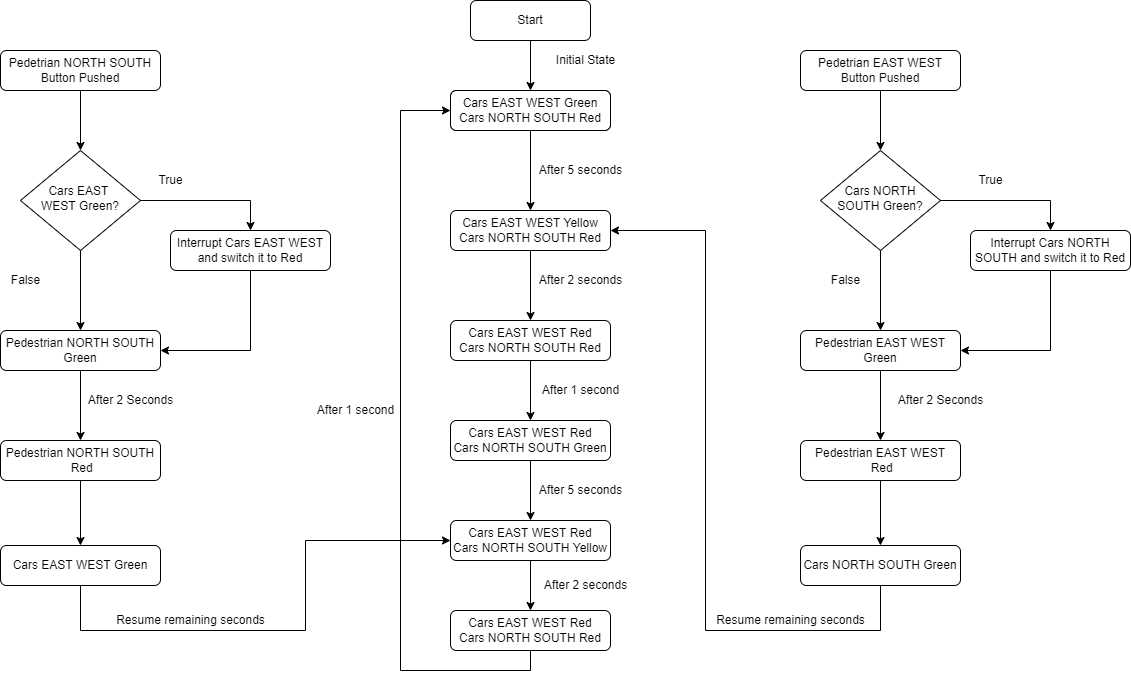 Start
Initial State
Pedetrian NORTH SOUTH
Button Pushed
Pedetrian EAST WEST
Button Pushed
Cars EAST WEST Green
Cars NORTH SOUTH Red
After 5 seconds
Cars EAST
WEST Green?
True
Interrupt Cars EAST WEST
and switch it to Red
False
Cars EAST WEST Yellow
Cars NORTH SOUTH Red
Cars NORTH
SOUTH Green?
True
Interrupt Cars NORTH
SOUTH and switch it to Red
False
After 2 seconds
Pedestrian NORTH SOUTH
Green
Cars EAST WEST Red
Cars NORTH SOUTH Red
Pedestrian EAST WEST
Green
After 2 Seconds
After 1 second
After 1 second
After 2 Seconds
Pedestrian NORTH SOUTH
Red
Cars EAST WEST Red
Cars NORTH SOUTH Green
Pedestrian EAST WEST
Red
After 5 seconds
Cars EAST WEST Red
Cars NORTH SOUTH Yellow
Cars EAST WEST Green
Cars NORTH SOUTH Green
After 2 seconds
Resume remaining seconds
Cars EAST WEST Red
Cars NORTH SOUTH Red
Resume remaining seconds